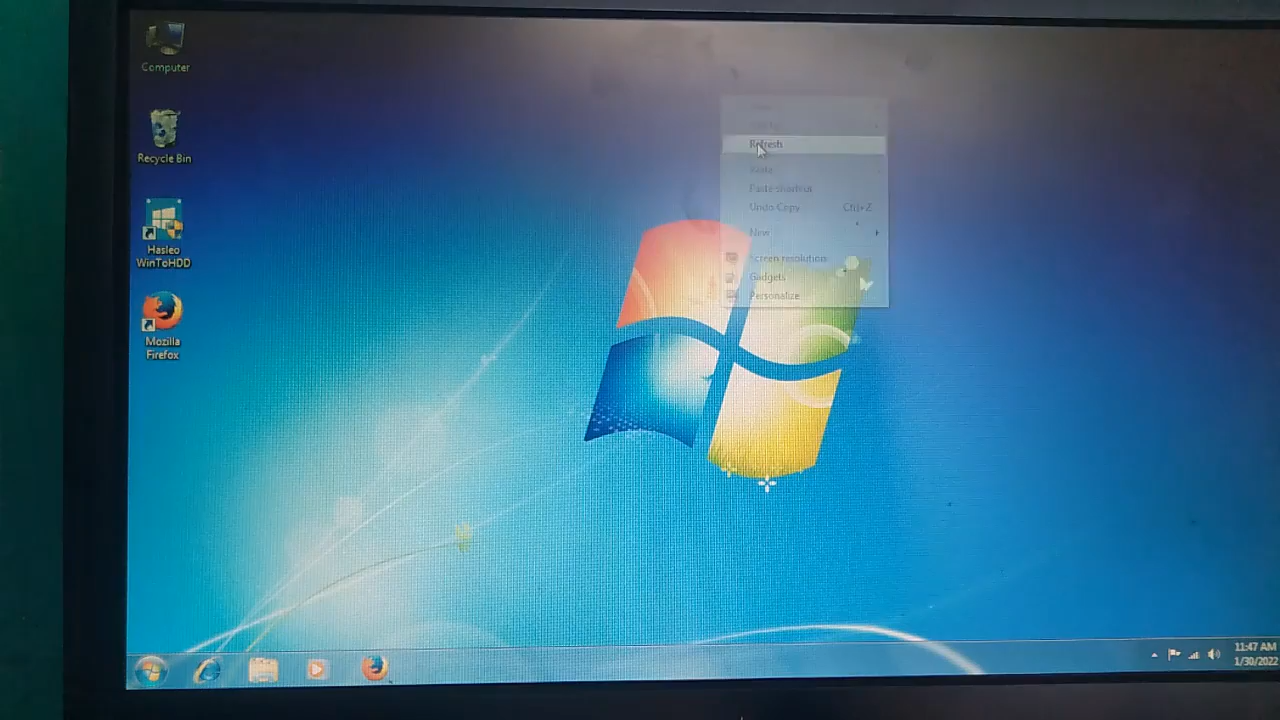 Computer
Recycle Bin
Hasleo
WinToHDD
Mozilla
Firefox
Refresh
Paste
Paste shortcut
Undo Copy Ctrl+Z
New
Screen resolution
Gadgets
Personalize
11:47 AM
1/30/2022